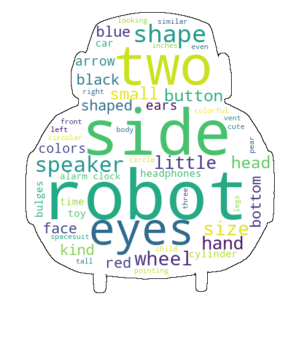 looking similar
blue shape
car inches even
arrow two
black small button
right colorful
shaped ears vent
front side cute
left body
colors circular pear
speaker circle little head
alarm clock headphones
bulges robot three legs bottom
time
toy
face eyes size
spacesuit hand
kind child cylinder
tall red wheel
pointing